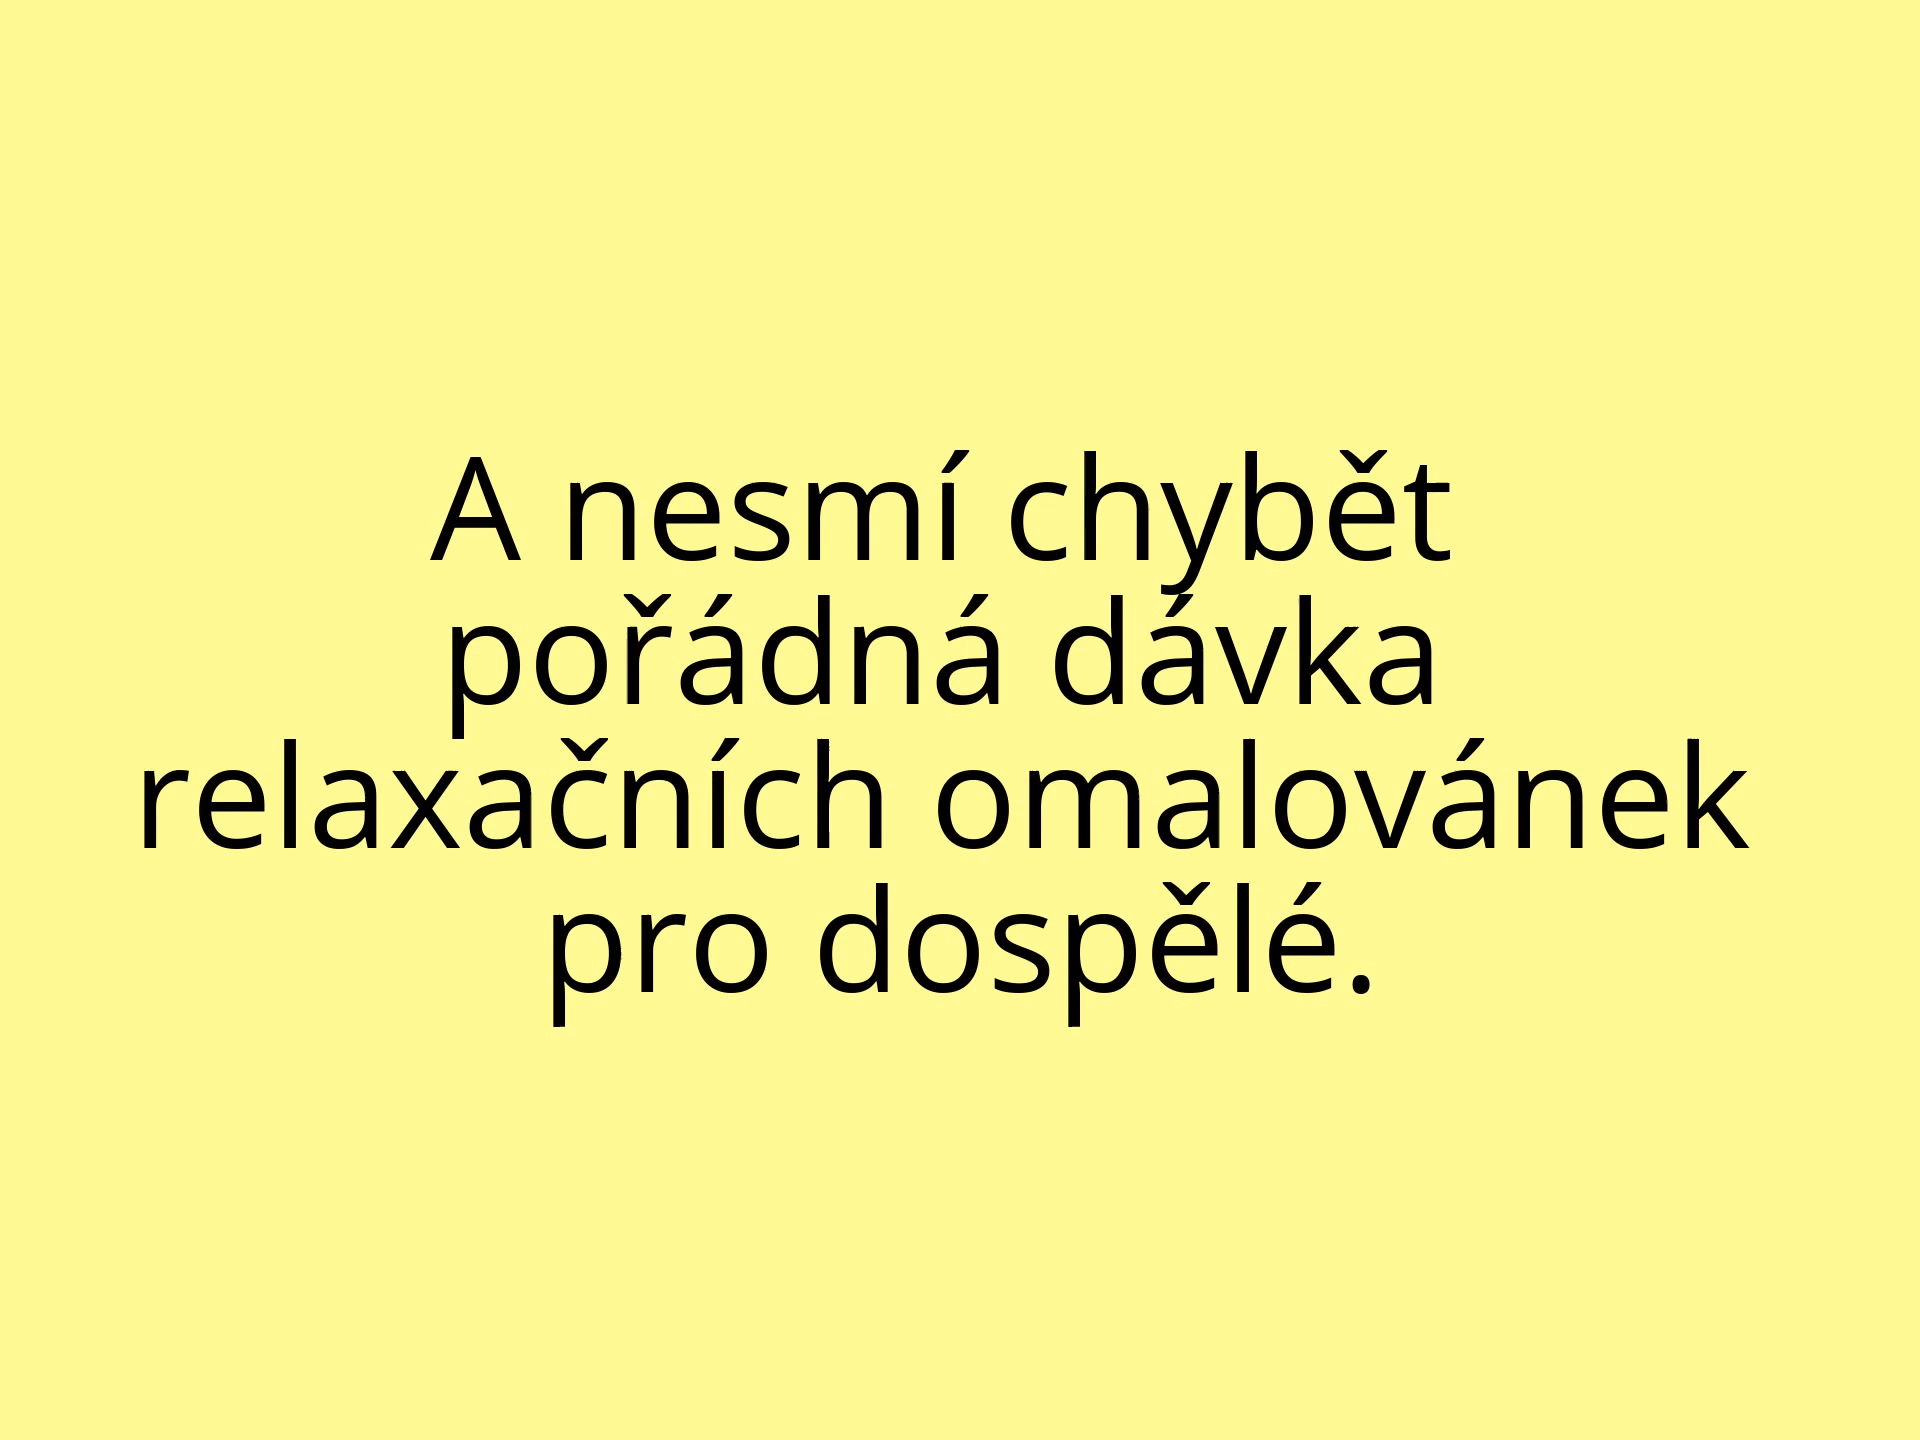 A nesmí chybět
pořádná dávka
relaxačních omalovánek
pro dospělé.